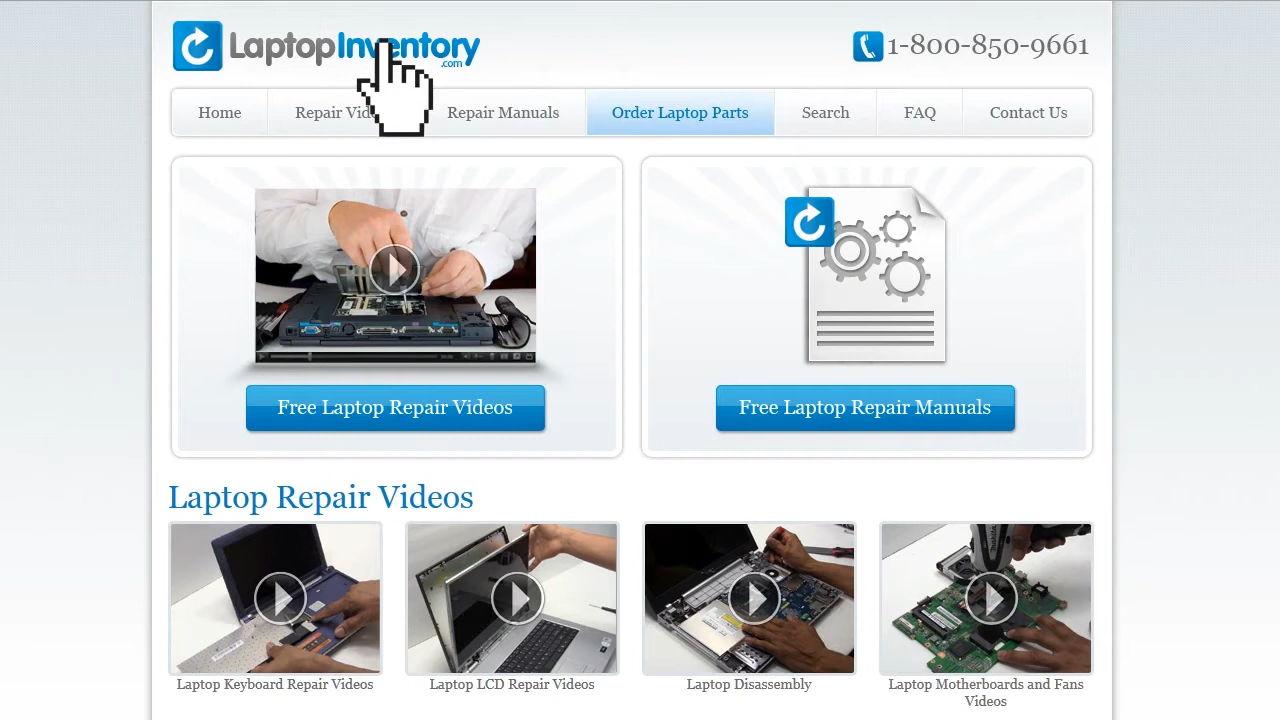 LaptopInventory
.com
1-800-850-9661
Home
Repair Manuals
Order Laptop Parts
Search
FAQ
Contact Us
Free Laptop Repair Videos
Free Laptop Repair Manuals
Laptop Repair Videos
Laptop Keyboard Repair Videos
Laptop LCD Repair Videos
Laptop Disassembly
Laptop Motherboards and Fans
Videos